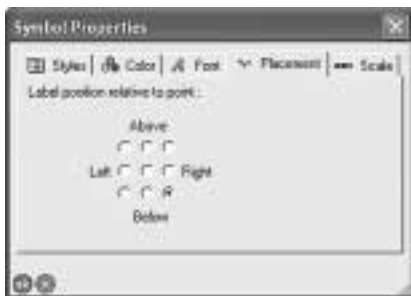 Symbol Properties
Styles Color Font Placement Scale
Label position relative to point :
Above
Left Right
Below